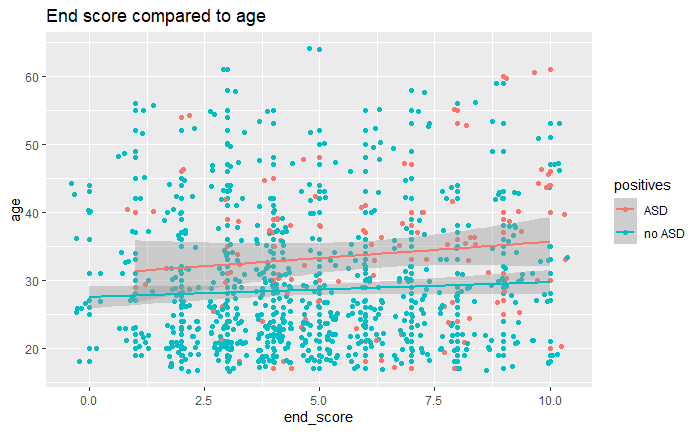 End score compared to age
60
50
40
30
20
age
0.0 2.5 5.0 7.5 10.0
end_score
positives
ASD
no ASD